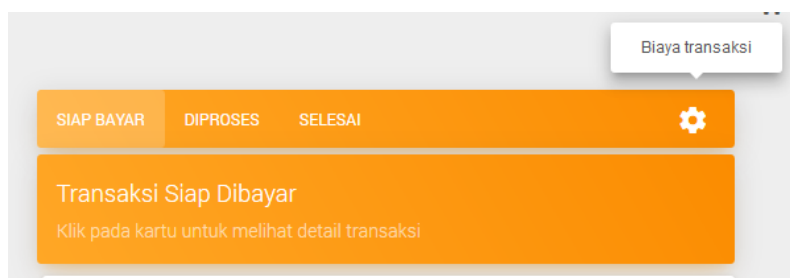 Biaya transaksi
SIAP BAYAR DIPROSES SELESAI
Transaksi Siap Dibayar
Klik pada kartu untuk melihat detail transaksi